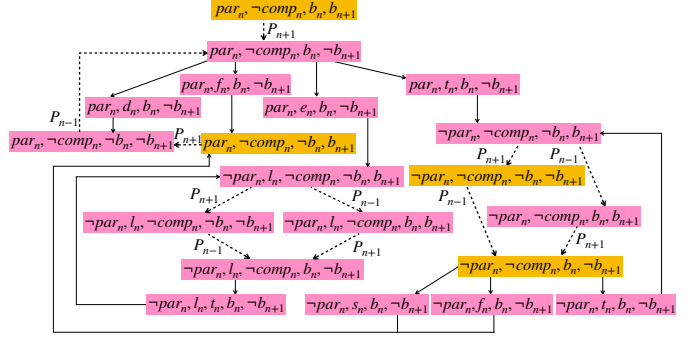 par_n, ¬comp_n, b_n, b_{n+1}
P_{n+1}
par_n, ¬comp_n, b_n, ¬b_{n+1}
par_n, f_n, b_n, ¬b_{n+1}
par_n, t_n, b_n, ¬b_{n+1}
P_{n−1}
par_n, d_n, b_n, ¬b_{n+1}
par_n, e_n, b_n, ¬b_{n+1}
par_n, ¬comp_n, ¬b_n, ¬b_{n+1}
P_{n+1}
par_n, ¬comp_n, ¬b_n, b_{n+1}
¬par_n, ¬comp_n, ¬b_n, b_{n+1}
P_{n+1}
P_{n−1}
¬par_n, l_n, ¬comp_n, ¬b_n, b_{n+1}
¬par_n, ¬comp_n, ¬b_n, ¬b_{n+1}
P_{n+1}
P_{n−1}
P_{n−1}
¬par_n, l_n, ¬comp_n, ¬b_n, ¬b_{n+1}
¬par_n, l_n, ¬comp_n, b_n, b_{n+1}
¬par_n, ¬comp_n, b_n, b_{n+1}
P_{n−1}
P_{n+1}
P_{n+1}
¬par_n, l_n, ¬comp_n, b_n, ¬b_{n+1}
¬par_n, ¬comp_n, b_n, ¬b_{n+1}
¬par_n, l_n, t_n, b_n, ¬b_{n+1}
¬par_n, s_n, b_n, ¬b_{n+1}
¬par_n, f_n, b_n, ¬b_{n+1}
¬par_n, t_n, b_n, ¬b_{n+1}